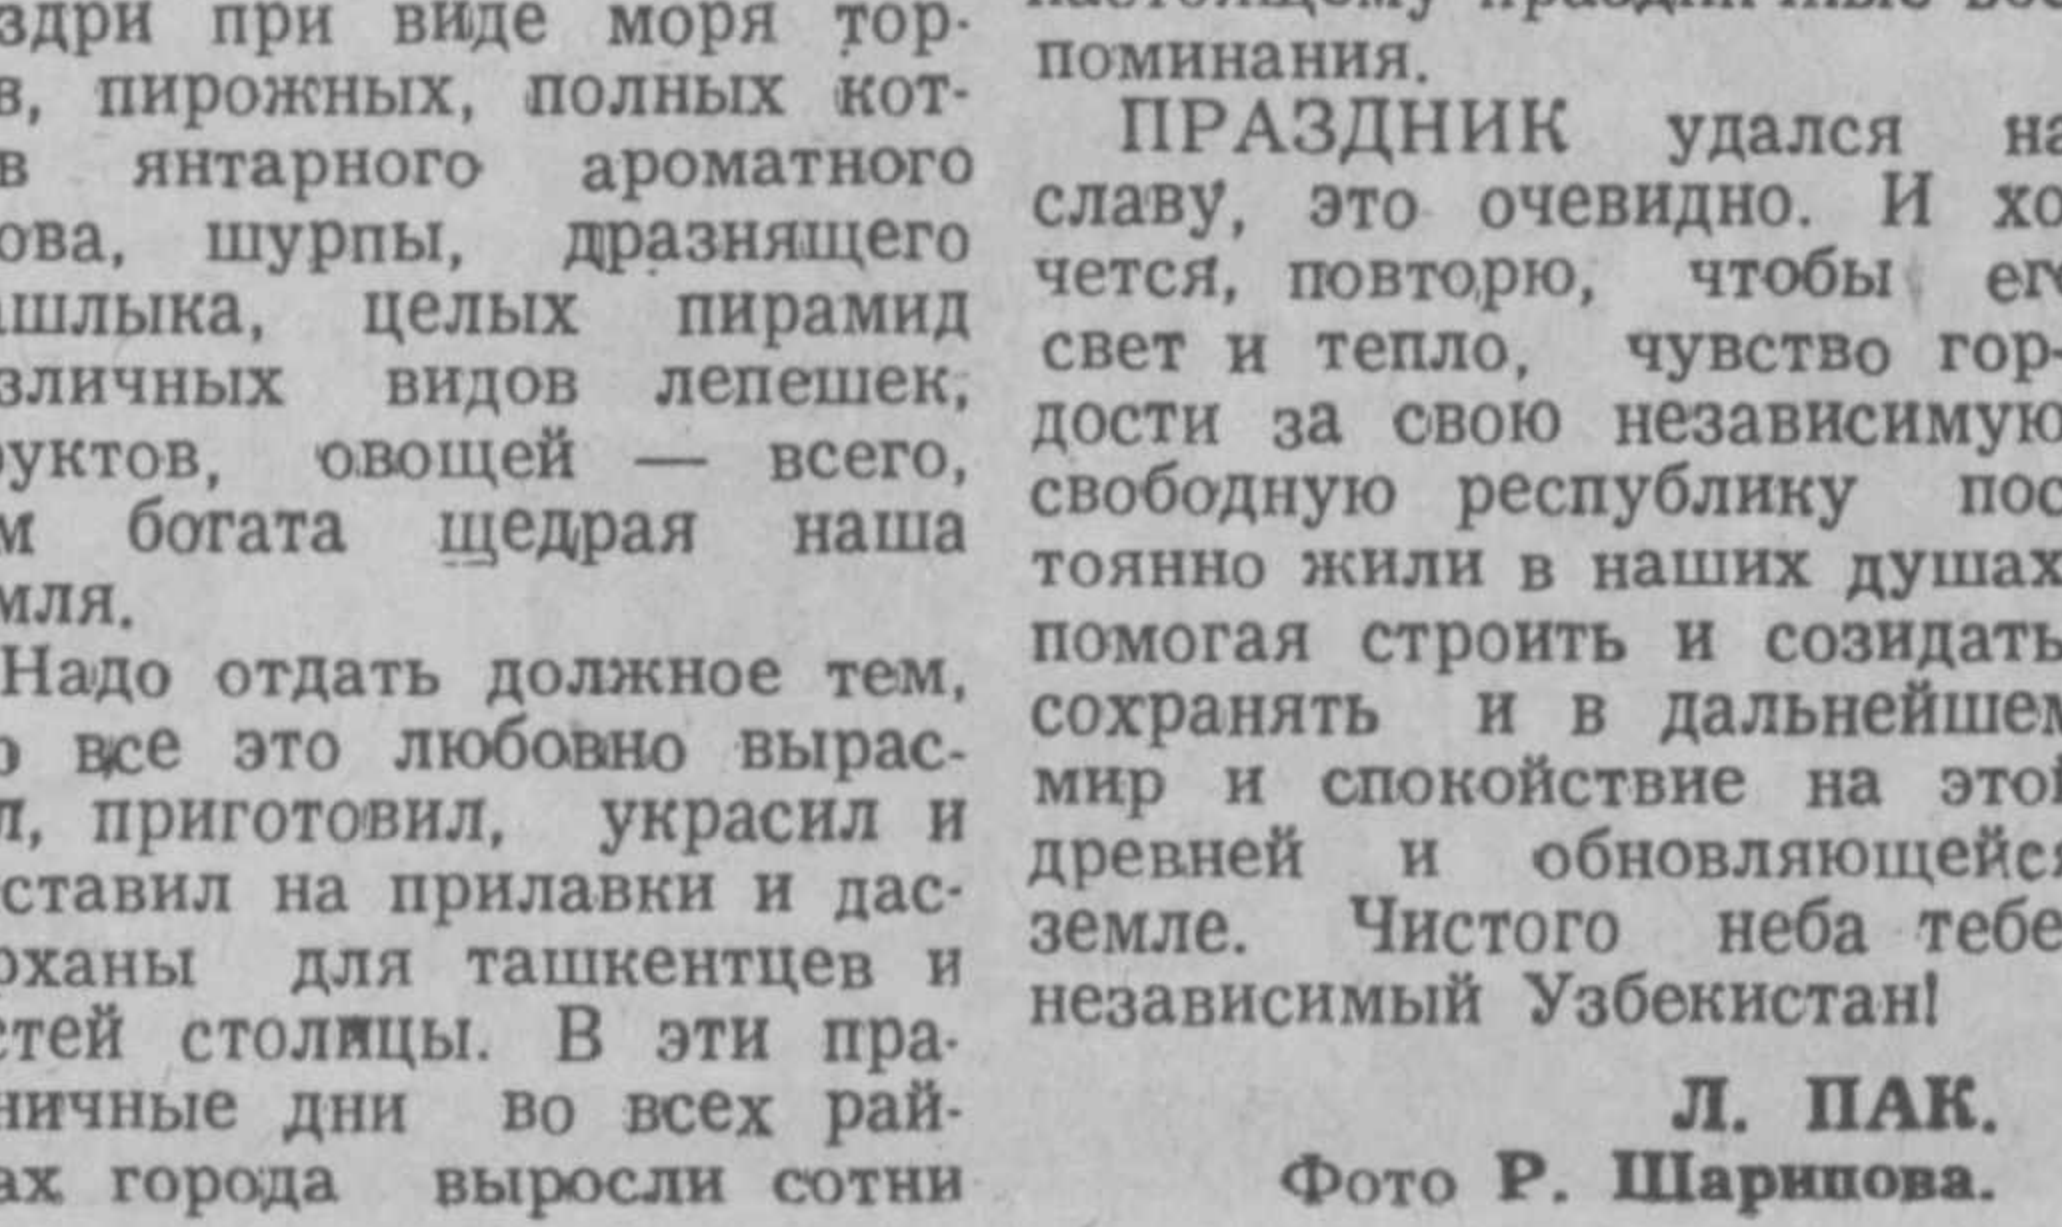 здри при виде моря тор-
в, пирожных, полных кот-
в янтарного ароматного
ова, шурпы, дразнящего
ашлыка, целых пирамид
зличных видов лепешек,
руктов, овощей — всего,
м богата щедрая наша
мля.
Надо отдать должное тем,
о все это любовно вырас-
л, приготовил, украсил и
ставил на прилавки и дас-
рханы для ташкентцев и
стей столицы. В эти пра-
ничные дни во всех рай-
ах города выросли сотни
настоящему праздничные вос
поминания.
ПРАЗДНИК удался на
славу, это очевидно. И хо
чется, повторю, чтобы его
свет и тепло, чувство гор-
дости за свою независимую
свободную республику пос
тоянно жили в наших душах
помогая строить и созидать
сохранять и в дальнейшем
мир и спокойствие на этой
древней и обновляющейся
земле. Чистого неба тебе
независимый Узбекистан!
Л. ПАК.
Фото Р. Шарипова.